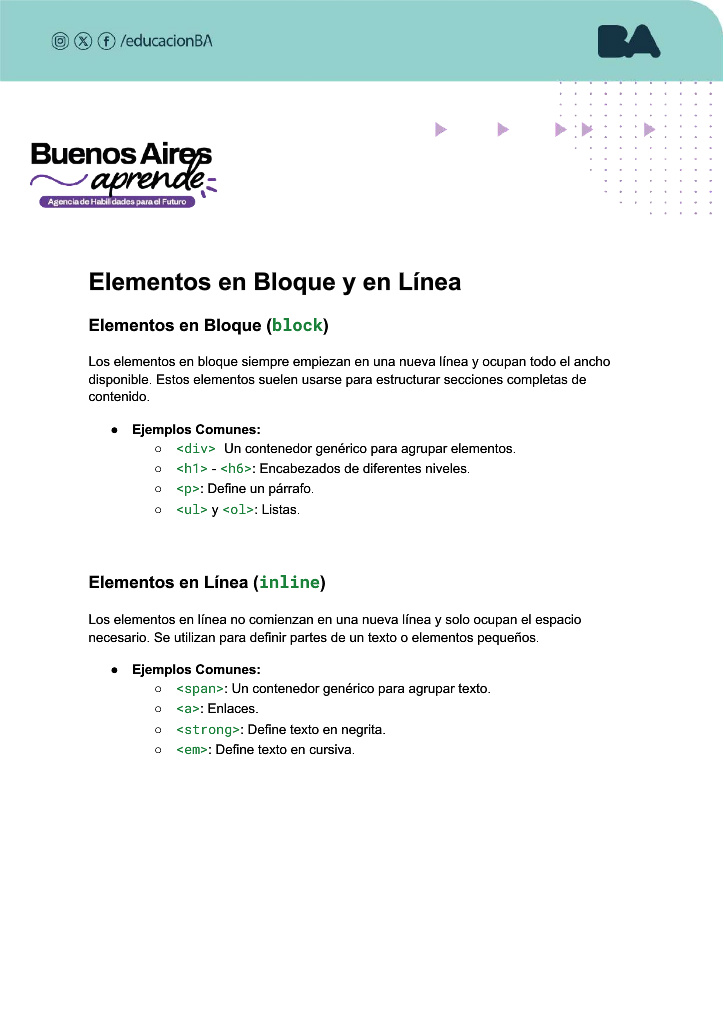 /educacionBA
BA
Buenos Aires
aprende
Agencia de Habilidades para el Futuro
Elementos en Bloque y en Línea
Elementos en Bloque (block)
Los elementos en bloque siempre empiezan en una nueva línea y ocupan todo el ancho
disponible. Estos elementos suelen usarse para estructurar secciones completas de
contenido.
● Ejemplos Comunes:
○ <div> Un contenedor genérico para agrupar elementos.
○ <h1> - <h6>: Encabezados de diferentes niveles.
○ <p>: Define un párrafo.
○ <ul> y <ol>: Listas.
Elementos en Línea (inline)
Los elementos en línea no comienzan en una nueva línea y solo ocupan el espacio
necesario. Se utilizan para definir partes de un texto o elementos pequeños.
● Ejemplos Comunes:
○ <span>: Un contenedor genérico para agrupar texto.
○ <a>: Enlaces.
○ <strong>: Define texto en negrita.
○ <em>: Define texto en cursiva.